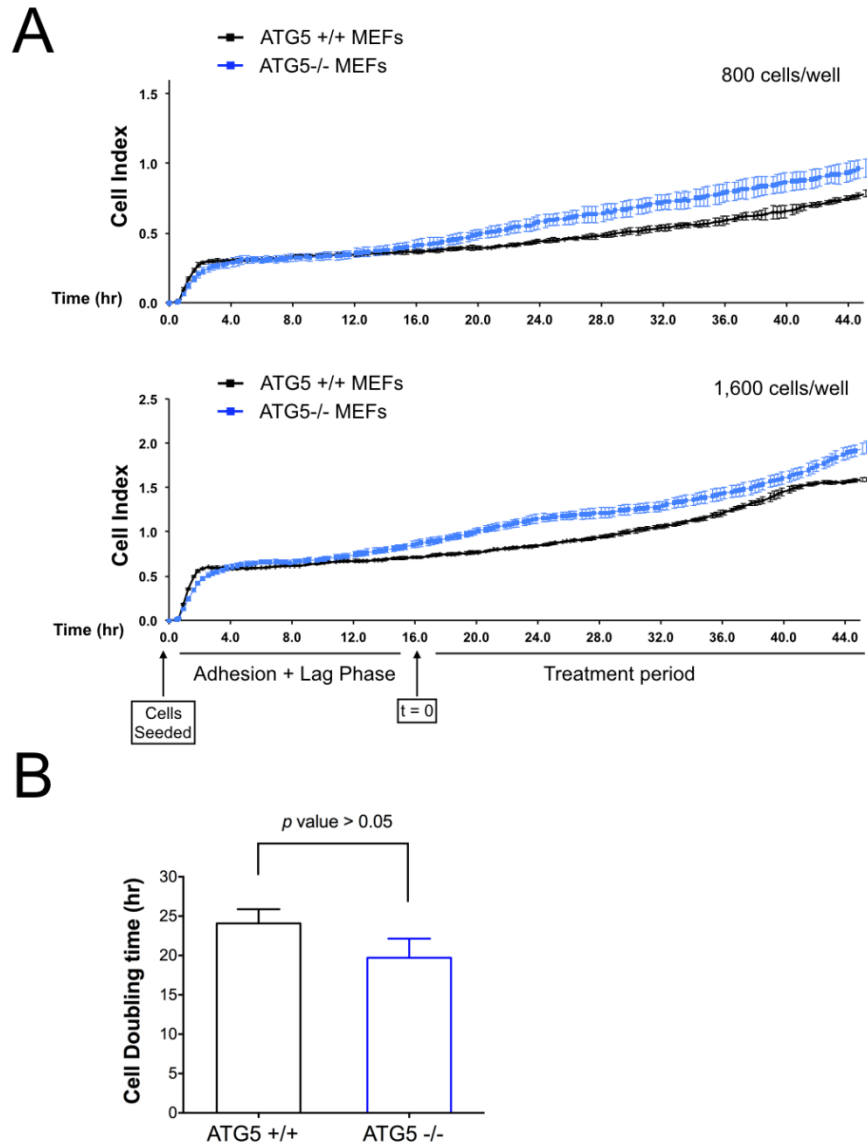 A
ATG5 +/+ MEFs
ATG5-/- MEFs
800 cells/well
1.5
1.0
0.5
0.0
Cell Index
Time (hr)
0.0 4.0 8.0 12.0 16.0 20.0 24.0 28.0 32.0 36.0 40.0 44.0
ATG5 +/+ MEFs
ATG5-/- MEFs
1,600 cells/well
2.5
2.0
1.5
1.0
0.5
0.0
Cell Index
Time (hr)
0.0 4.0 8.0 12.0 16.0 20.0 24.0 28.0 32.0 36.0 40.0 44.0
Adhesion + Lag Phase
Treatment period
Cells
Seeded
t = 0
B
p value > 0.05
30
25
20
15
10
5
0
Cell Doubling time (hr)
ATG5 +/+ ATG5 -/-